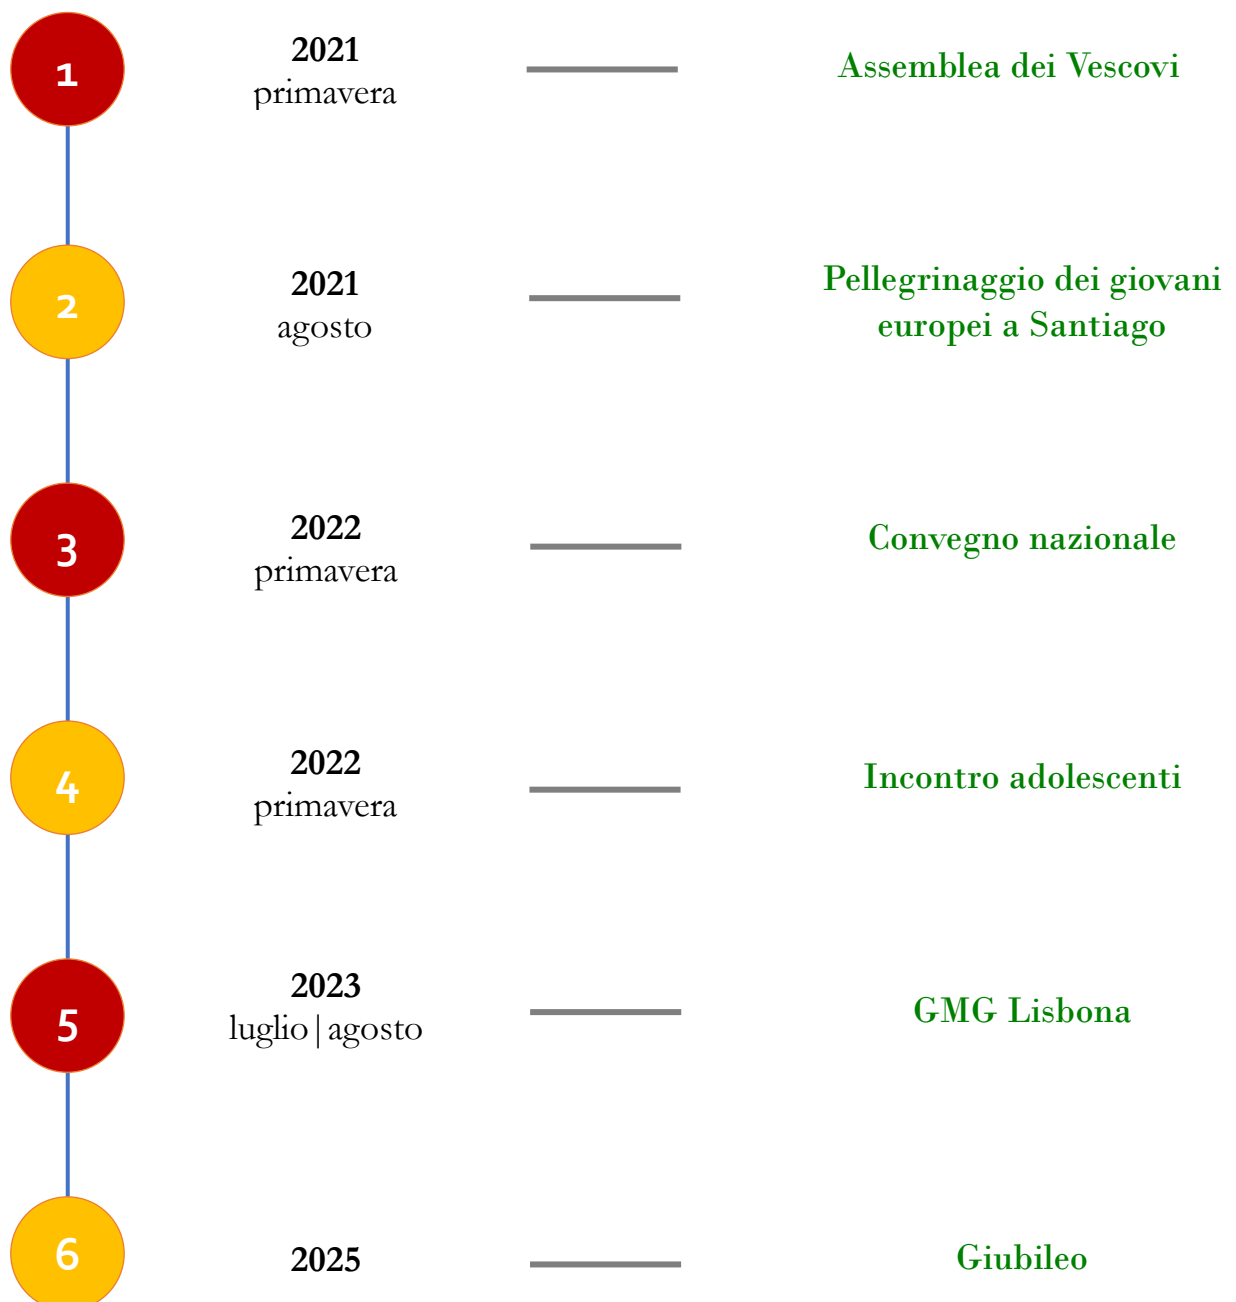 1
2021
primavera
Assemblea dei Vescovi
2
2021
agosto
Pellegrinaggio dei giovani
europei a Santiago
3
2022
primavera
Convegno nazionale
4
2022
primavera
Incontro adolescenti
5
2023
luglio|agosto
GMG Lisbona
6
2025
Giubileo